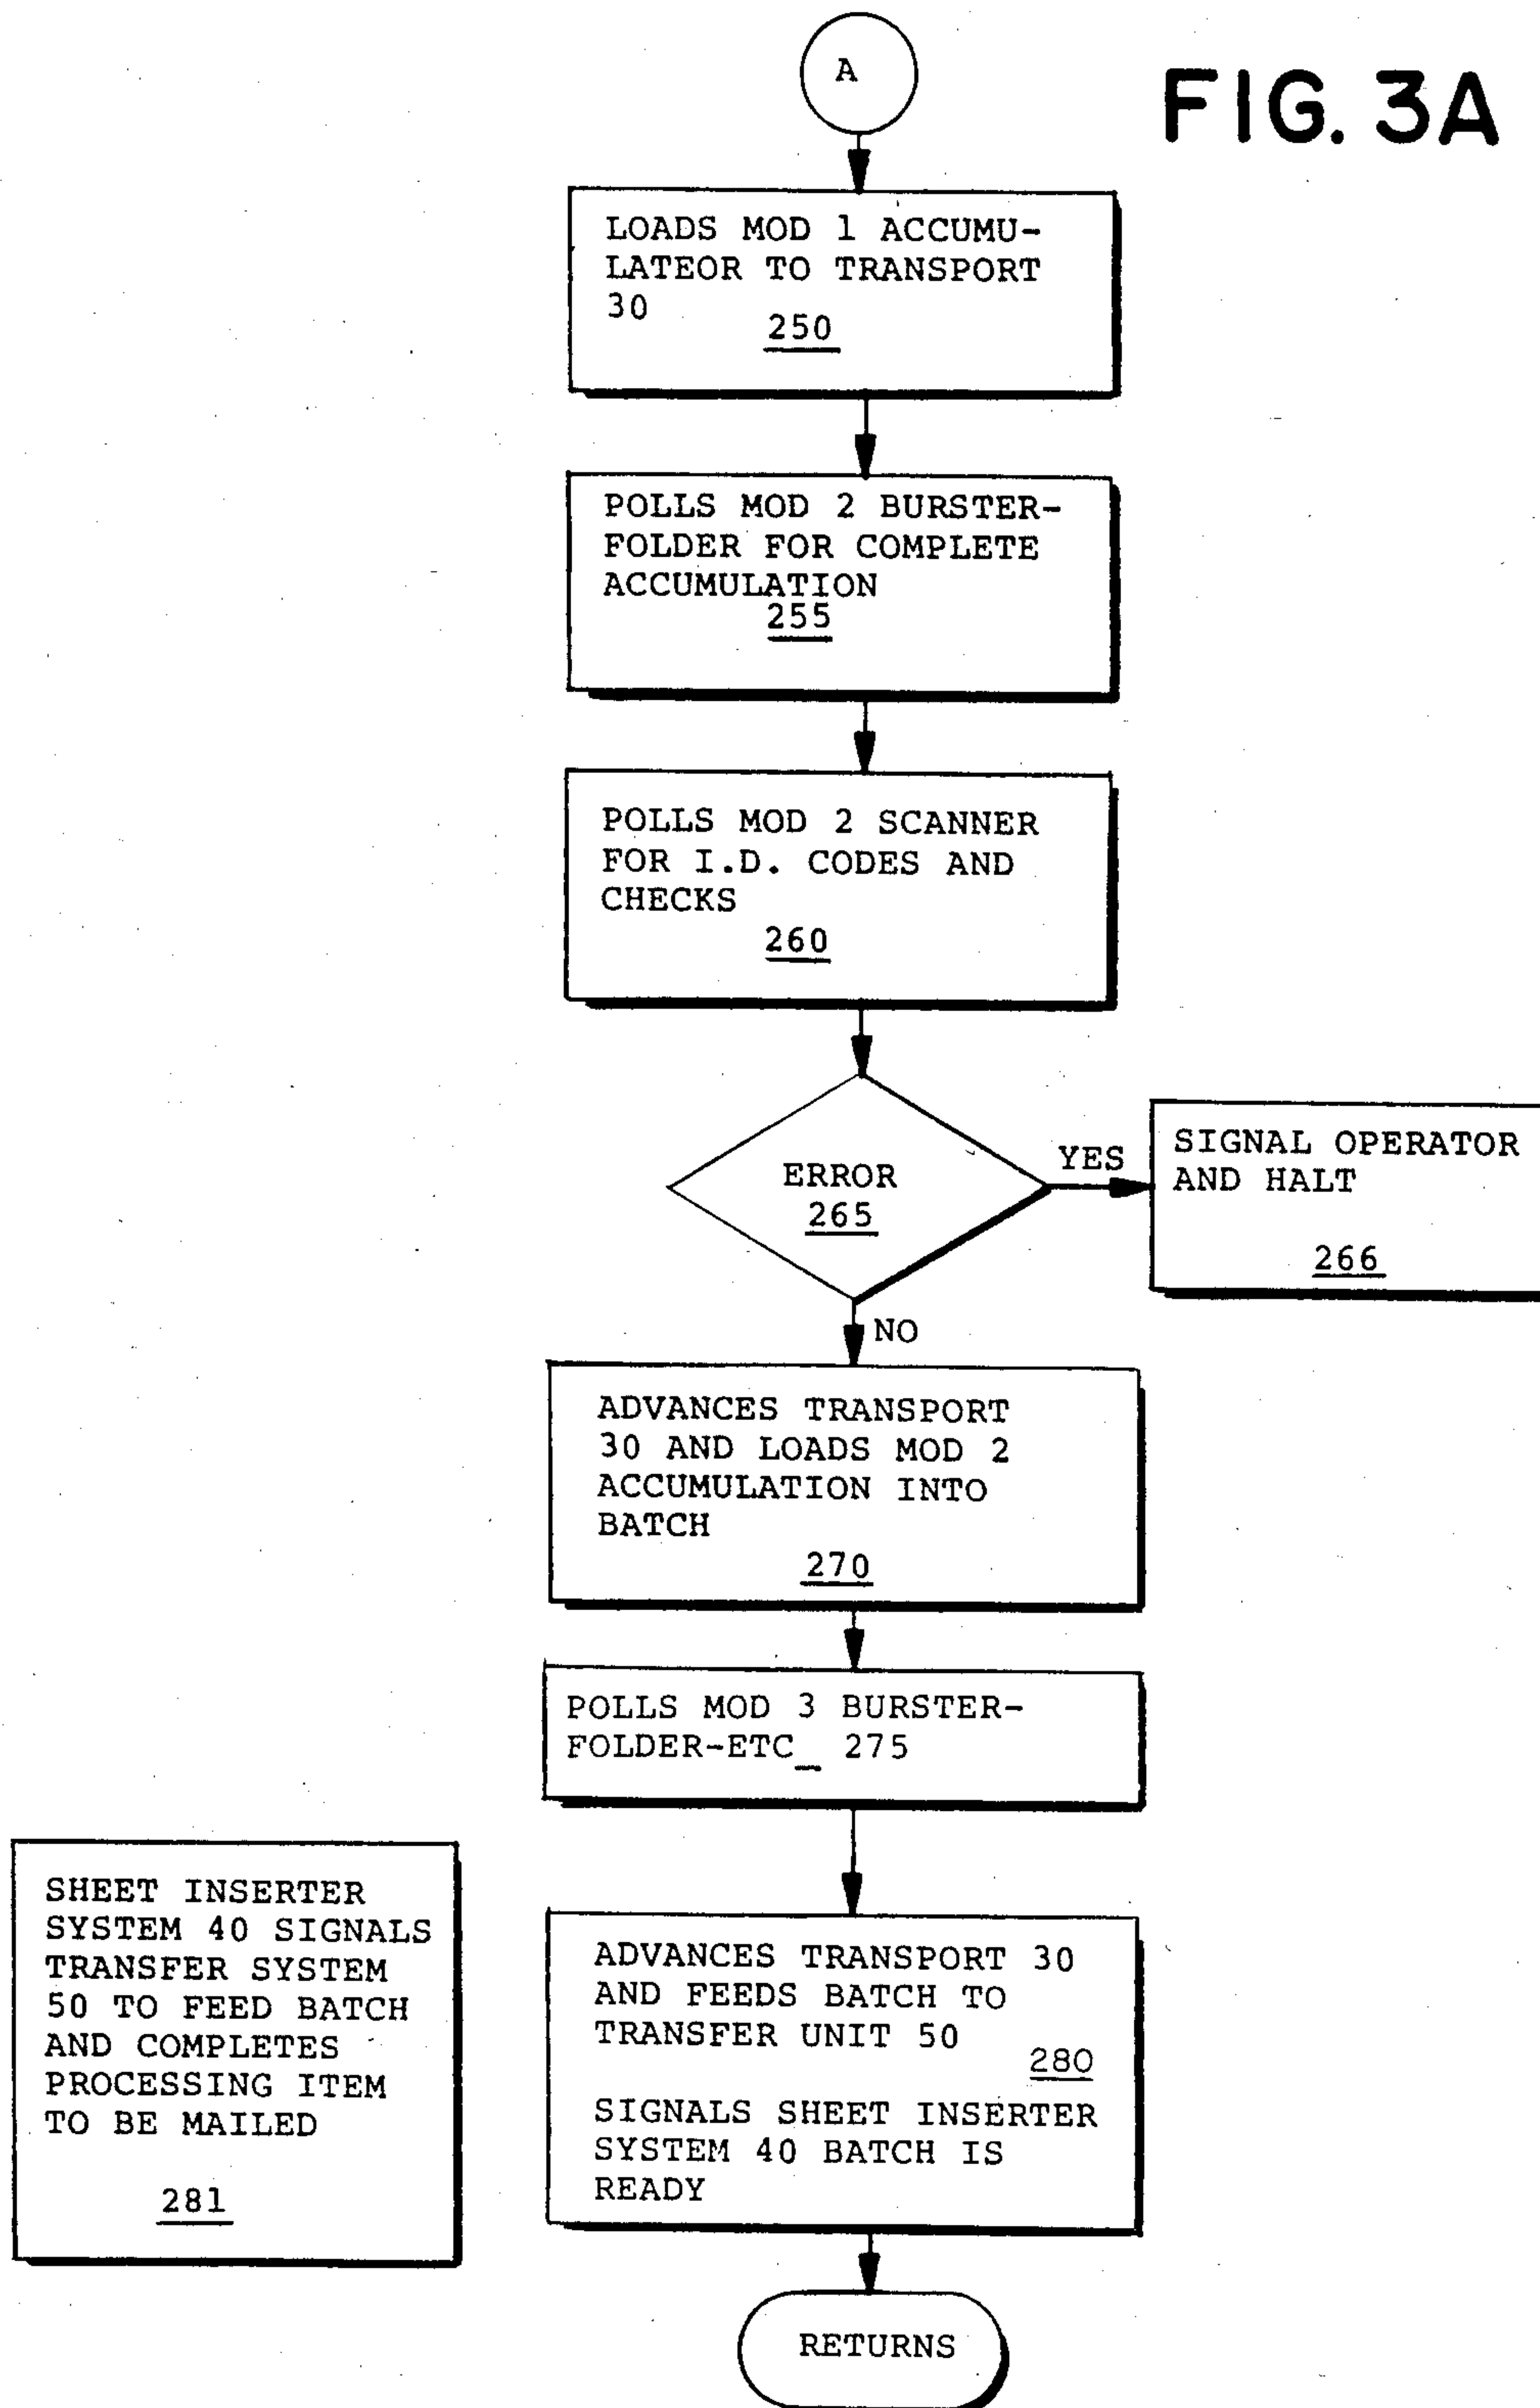 A
FIG. 3A
LOADS MOD 1 ACCUMU-
LATEOR TO TRANSPORT
30
250
POLLS MOD 2 BURSTER-
FOLDER FOR COMPLETE
ACCUMULATION
255
POLLS MOD 2 SCANNER
FOR I.D. CODES AND
CHECKS
260
ERROR
265
YES
SIGNAL OPERATOR
AND HALT
266
NO
ADVANCES TRANSPORT
30 AND LOADS MOD 2
ACCUMULATION INTO
BATCH
270
POLLS MOD 3 BURSTER-
FOLDER-ETC_ 275
SHEET INSERTER
SYSTEM 40 SIGNALS
TRANSFER SYSTEM
50 TO FEED BATCH
AND COMPLETES
PROCESSING ITEM
TO BE MAILED
281
ADVANCES TRANSPORT 30
AND FEEDS BATCH TO
TRANSFER UNIT 50
280
SIGNALS SHEET INSERTER
SYSTEM 40 BATCH IS
READY
RETURNS